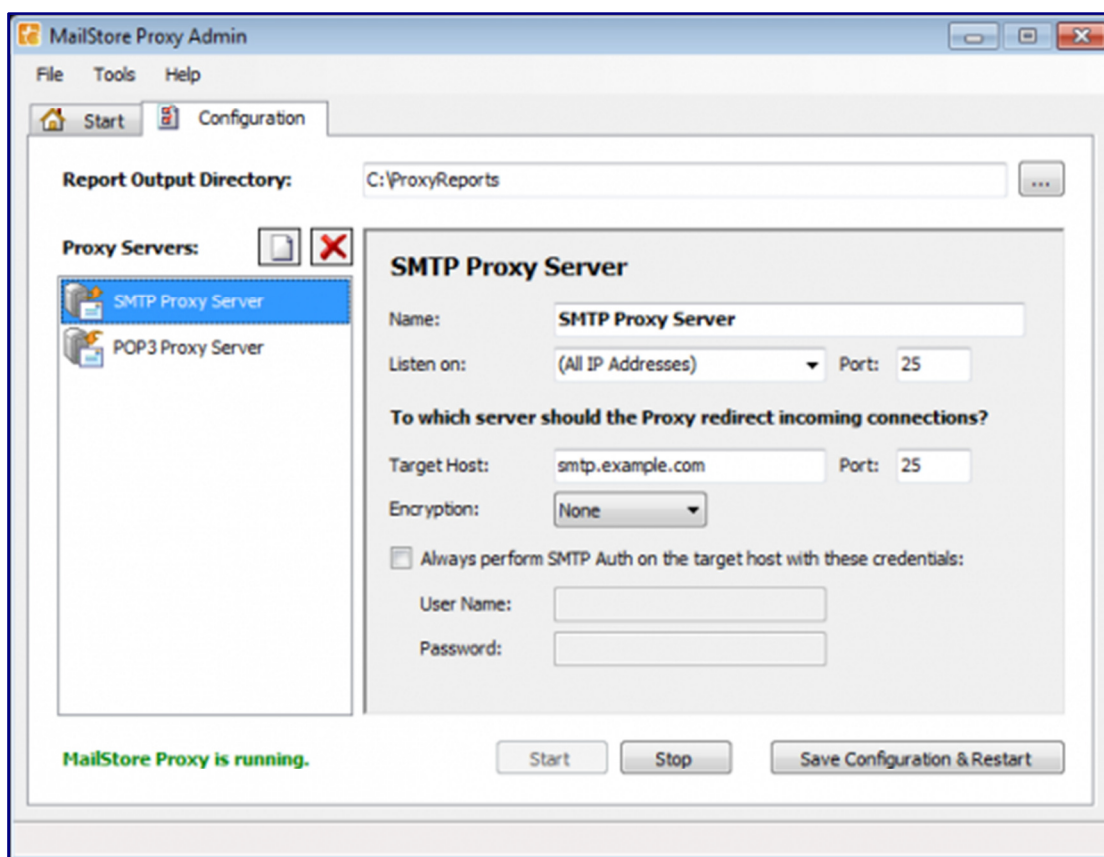 MailStore Proxy Admin
File Tools Help
Start Configuration
Report Output Directory: C:\ProxyReports ...
Proxy Servers:
SMTP Proxy Server
POP3 Proxy Server
SMTP Proxy Server
Name: SMTP Proxy Server
Listen on: (All IP Addresses) Port: 25
To which server should the Proxy redirect incoming connections?
Target Host: smtp.example.com Port: 25
Encryption: None
Always perform SMTP Auth on the target host with these credentials:
User Name:
Password:
MailStore Proxy is running. Start Stop Save Configuration & Restart